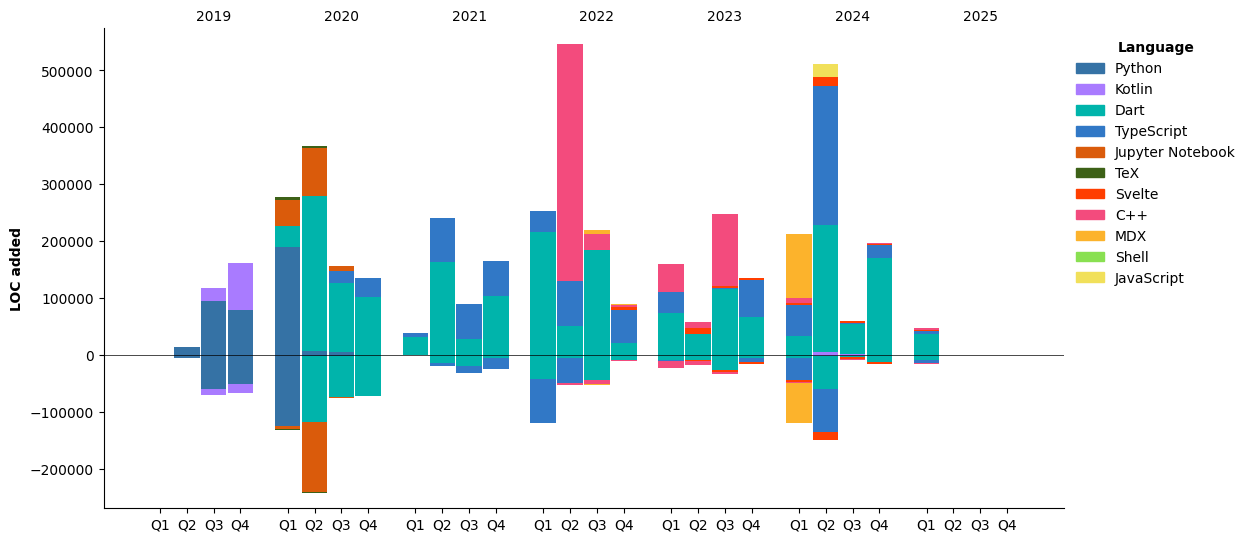 2019 2020 2021 2022 2023 2024 2025
LOC added
500000
400000
300000
200000
100000
0
−100000
−200000
Q1 Q2 Q3 Q4 Q1 Q2 Q3 Q4 Q1 Q2 Q3 Q4 Q1 Q2 Q3 Q4 Q1 Q2 Q3 Q4 Q1 Q2 Q3 Q4 Q1 Q2 Q3 Q4
Language
Python
Kotlin
Dart
TypeScript
Jupyter Notebook
TeX
Svelte
C++
MDX
Shell
JavaScript